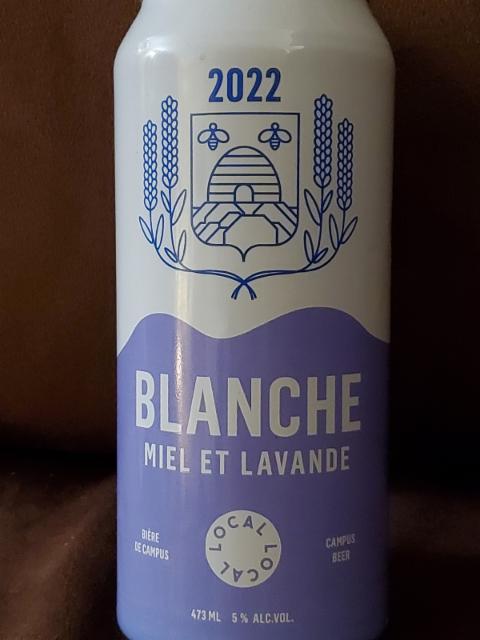 2022
BLANCHE
MIEL ET LAVANDE
BIÈRE
DE CAMPUS
LOCAL LOCAL
CAMPUS
BEER
473 ML 5 % ALC.VOL.